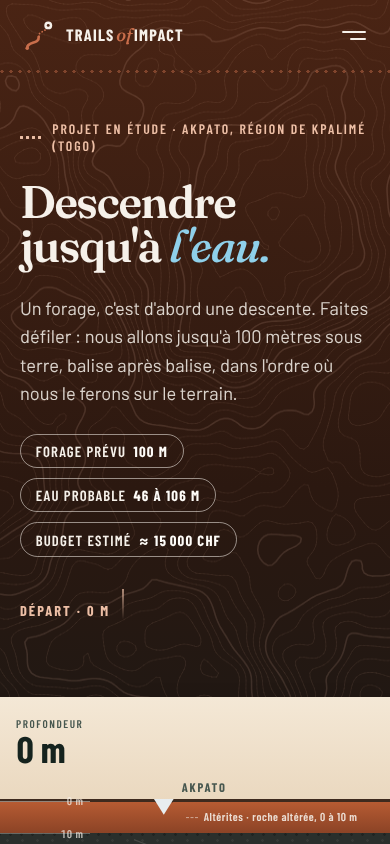 TRAILS of IMPACT
PROJET EN ÉTUDE · AKPATO, RÉGION DE KPALIMÉ
(TOGO)
Descendre
jusqu'à l'eau.
Un forage, c'est d'abord une descente. Faites
défiler : nous allons jusqu'à 100 mètres sous
terre, balise après balise, dans l'ordre où
nous le ferons sur le terrain.
FORAGE PRÉVU 100 M
EAU PROBABLE 46 À 106 M
BUDGET ESTIMÉ ≈ 15 000 CHF
DÉPART · 0 M
PROFONDEUR
0 m
AKPATO
0 m
Altérites · roche altérée, 0 à 10 m
10 m